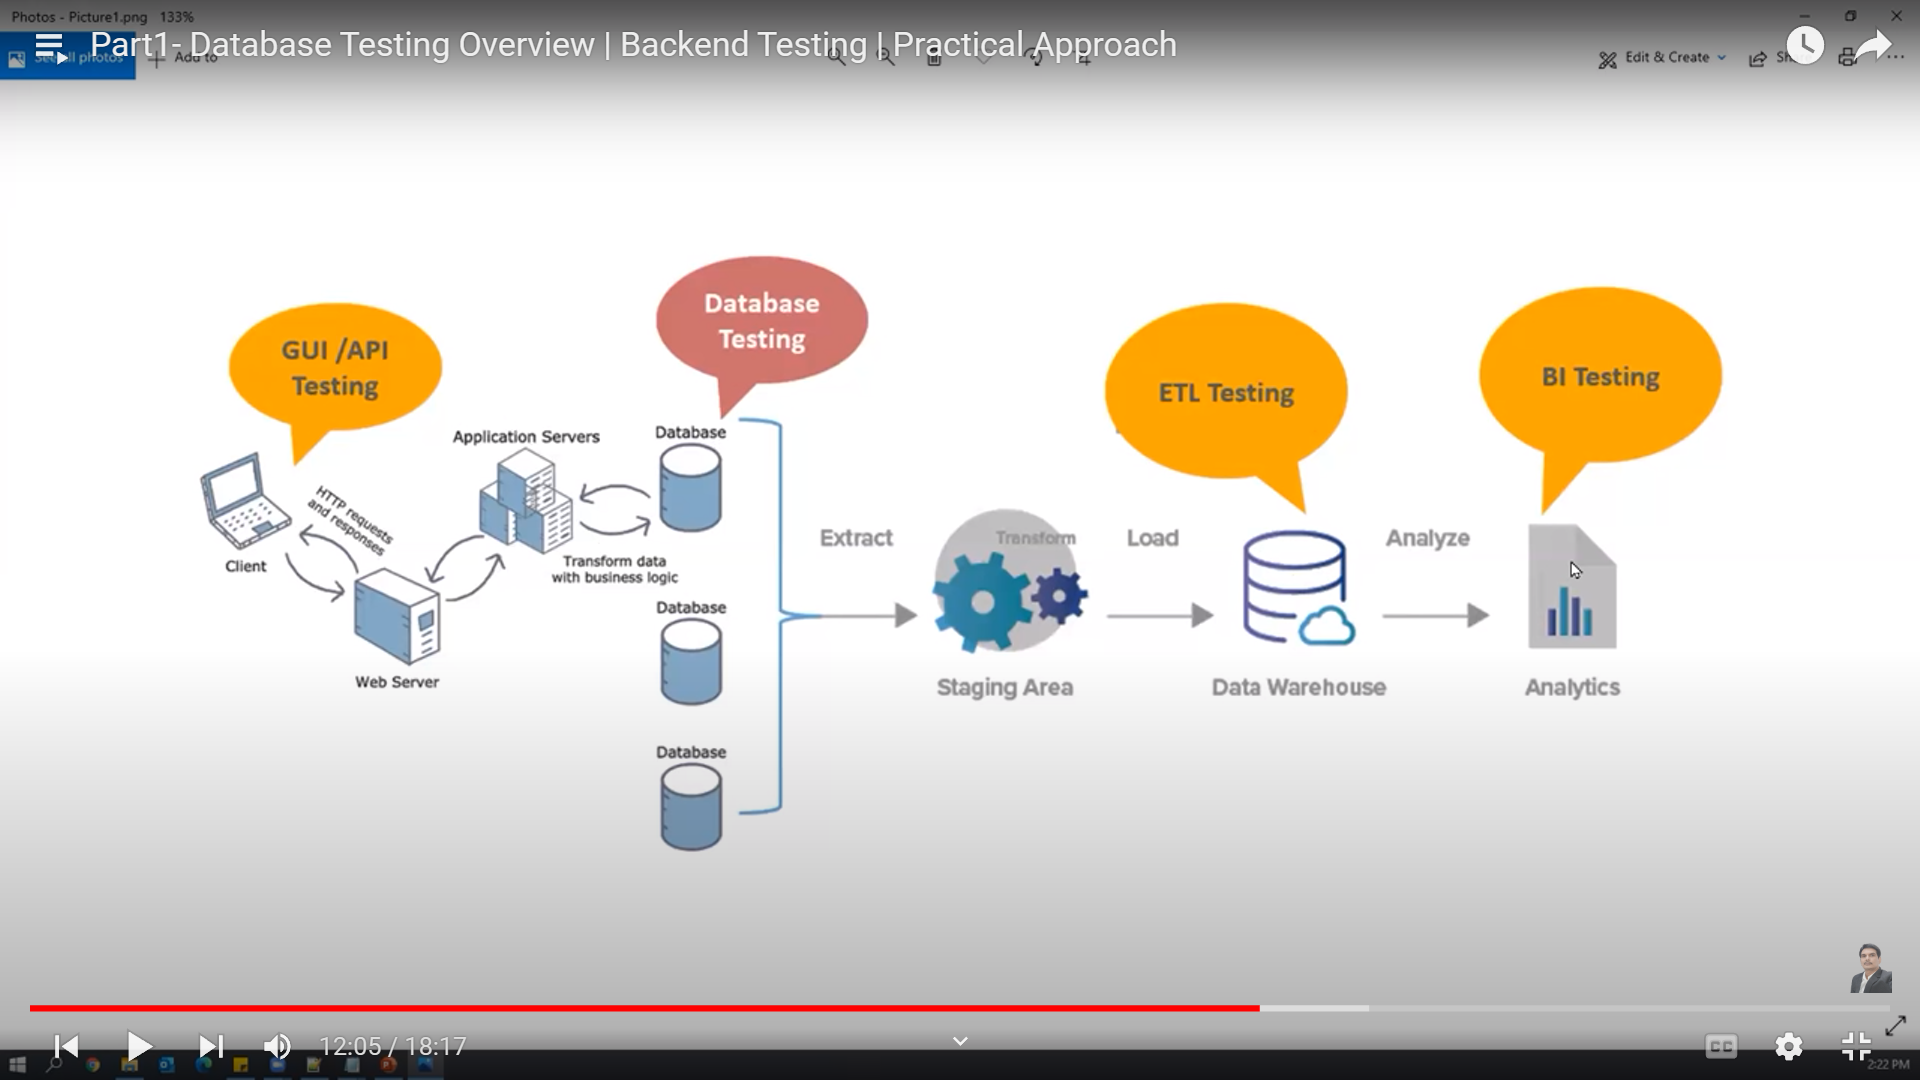 Photos - Picture1.png 133%
Part1- Database Testing Overview | Backend Testing | Practical Approach
See all photos
Add to
Edit & Create
Database
Testing
GUI /API
Testing
ETL Testing
BI Testing
Application Servers
Database
HTTP requests
and responses
Client
Transform data
with business logic
Extract
Transform
Load
Analyze
Database
Web Server
Staging Area
Data Warehouse
Analytics
Database
12:05 / 18:17
CC
2:22 PM